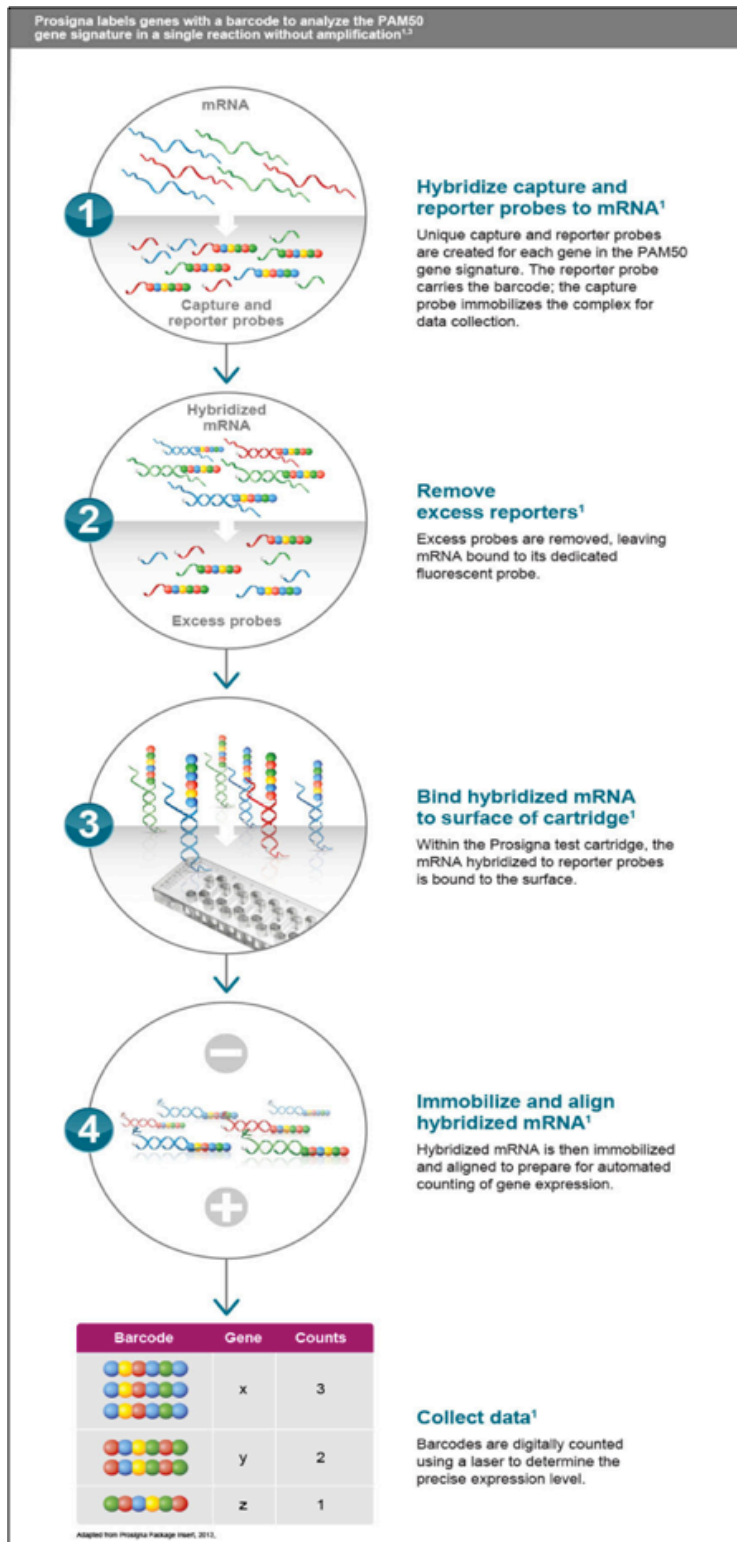 Prosigna labels genes with a barcode to analyze the PAM50
gene signature in a single reaction without amplification¹,³
mRNA
1
Capture and
reporter probes
Hybridize capture and
reporter probes to mRNA¹
Unique capture and reporter probes
are created for each gene in the PAM50
gene signature. The reporter probe
carries the barcode; the capture
probe immobilizes the complex for
data collection.
Hybridized
mRNA
2
Excess probes
Remove
excess reporters¹
Excess probes are removed, leaving
mRNA bound to its dedicated
fluorescent probe.
3
Bind hybridized mRNA
to surface of cartridge¹
Within the Prosigna test cartridge, the
mRNA hybridized to reporter probes
is bound to the surface.
4
Immobilize and align
hybridized mRNA¹
Hybridized mRNA is then immobilized
and aligned to prepare for automated
counting of gene expression.
Barcode Gene Counts
x 3
y 2
z 1
Collect data¹
Barcodes are digitally counted
using a laser to determine the
precise expression level.
Adapted from Prosigna Package Insert, 2013.